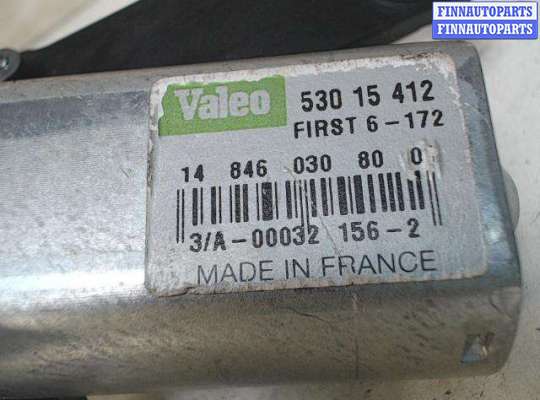 FINNAUTOPARTS
FINNAUTOPARTS
Valeo 530 15 412
FIRST 6-172
14 846 030 80 0
3/A-00032 156-2
MADE IN FRANCE